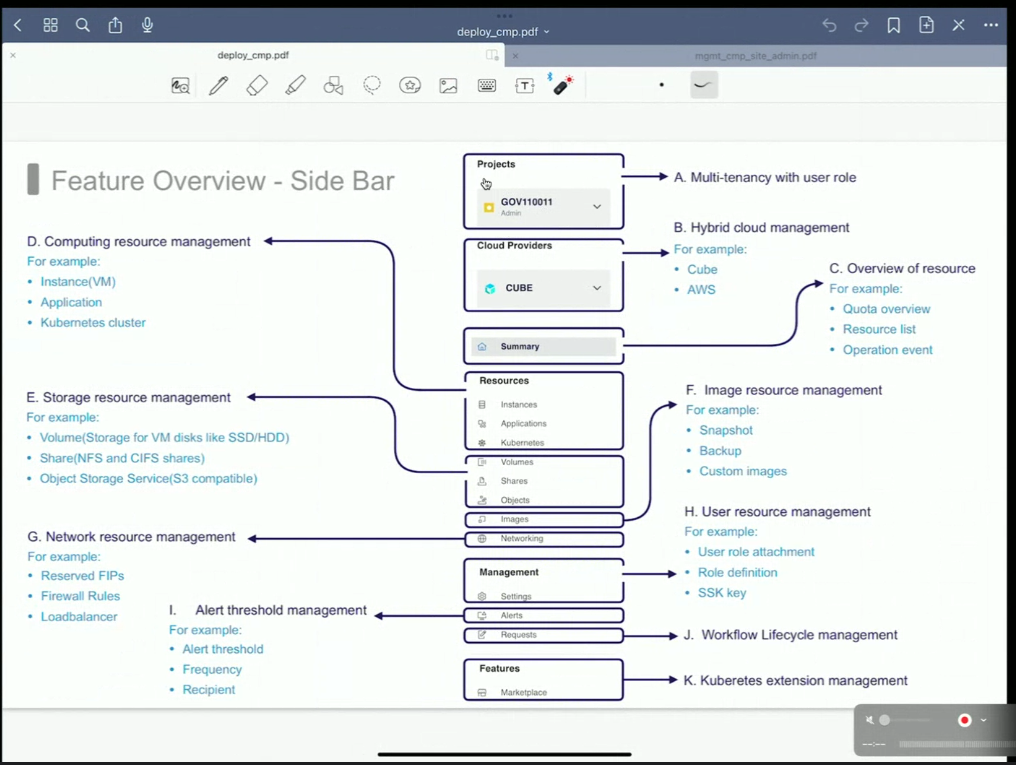 deploy_cmp.pdf
deploy_cmp.pdf
mgmt_cmp_site_admin.pdf
Feature Overview - Side Bar
Projects
GOV110011
Admin
A. Multi-tenancy with user role
Cloud Providers
CUBE
B. Hybrid cloud management
For example:
• Cube
• AWS
Summary
C. Overview of resource
For example:
• Quota overview
• Resource list
• Operation event
D. Computing resource management
For example:
• Instance(VM)
• Application
• Kubernetes cluster
Resources
Instances
Applications
Kubernetes
E. Storage resource management
For example:
• Volume(Storage for VM disks like SSD/HDD)
• Share(NFS and CIFS shares)
• Object Storage Service(S3 compatible)
Volumes
Shares
Objects
Images
Networking
F. Image resource management
For example:
• Snapshot
• Backup
• Custom images
G. Network resource management
For example:
• Reserved FIPs
• Firewall Rules
• Loadbalancer
Management
Settings
Alerts
Requests
H. User resource management
For example:
• User role attachment
• Role definition
• SSK key
I. Alert threshold management
For example:
• Alert threshold
• Frequency
• Recipient
J. Workflow Lifecycle management
Features
Marketplace
K. Kuberetes extension management
--:--